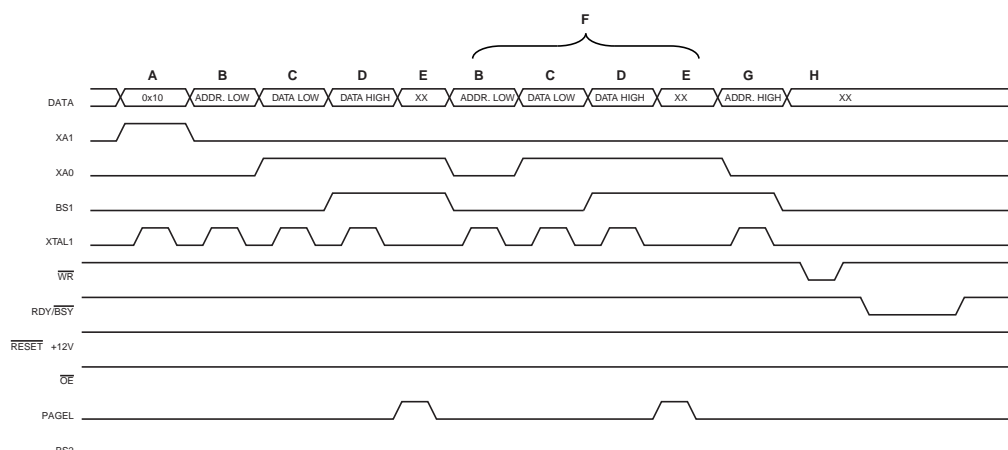 F
A B C D E B C D E G H
DATA 0x10 ADDR. LOW DATA LOW DATA HIGH XX ADDR. LOW DATA LOW DATA HIGH XX ADDR. HIGH XX
XA1
XA0
BS1
XTAL1
WR
RDY/BSY
RESET +12V
OE
PAGEL
BS2